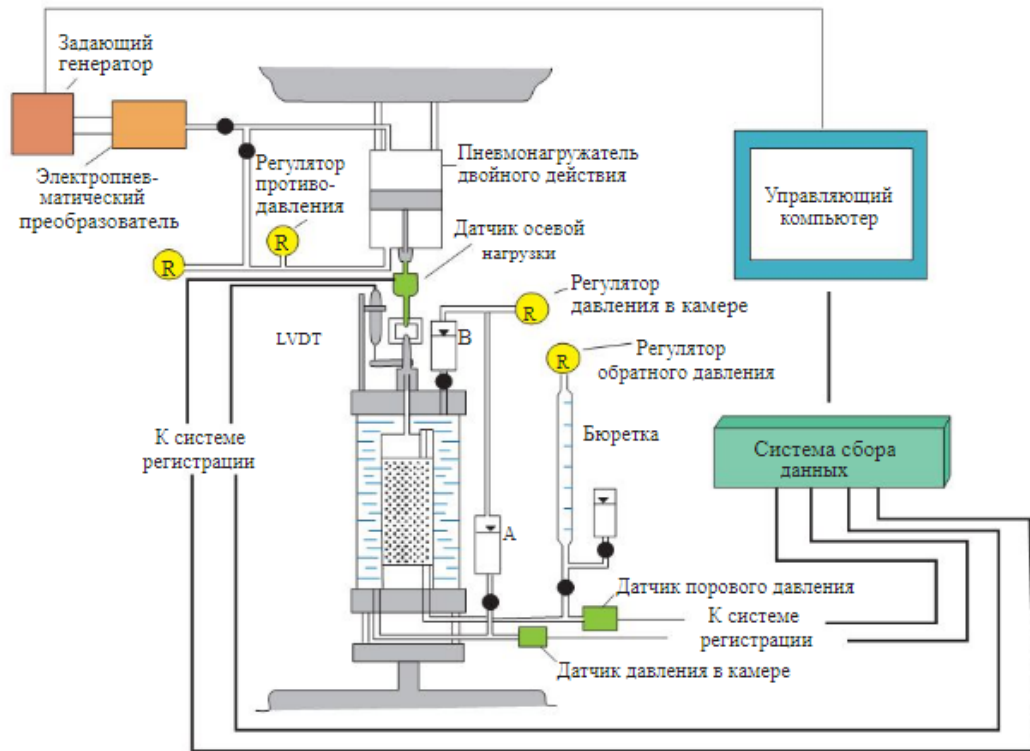 Задающий
генератор
Электропнев-
матический
преобразователь
Регулятор
противо-
давления
R
R
Пневмонагружатель
двойного действия
Датчик осевой
нагрузки
Управляющий
компьютер
Регулятор
давления в камере
R
LVDT
B
R
Регулятор
обратного давления
К системе
регистрации
Бюретка
Система сбора
данных
A
Датчик порового давления
К системе
регистрации
Датчик давления в камере